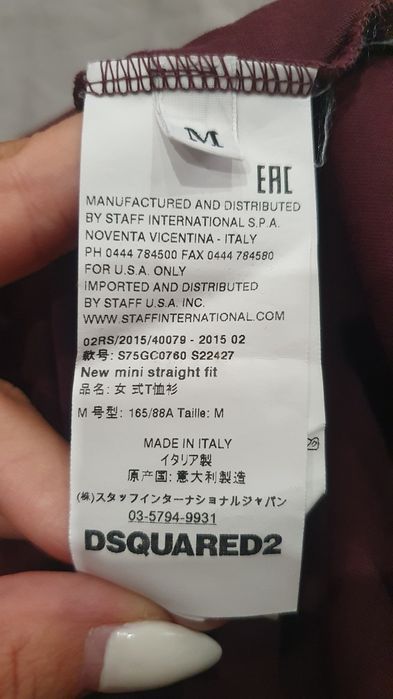 M
EAC
MANUFACTURED AND DISTRIBUTED
BY STAFF INTERNATIONAL S.P.A.
NOVENTA VICENTINA - ITALY
PH 0444 784500 FAX 0444 784580
FOR U.S.A. ONLY
IMPORTED AND DISTRIBUTED
BY STAFF U.S.A. INC.
WWW.STAFFINTERNATIONAL.COM
02RS/2015/40079 - 2015 02
款号: S75GC0760 S22427
New mini straight fit
品名: 女 式T恤衫
M 号型: 165/88A Taille: M
MADE IN ITALY
イタリア製
原产国: 意大利製造
(株)スタッフインターナショナルジャパン
03-5794-9931
DSQUARED2